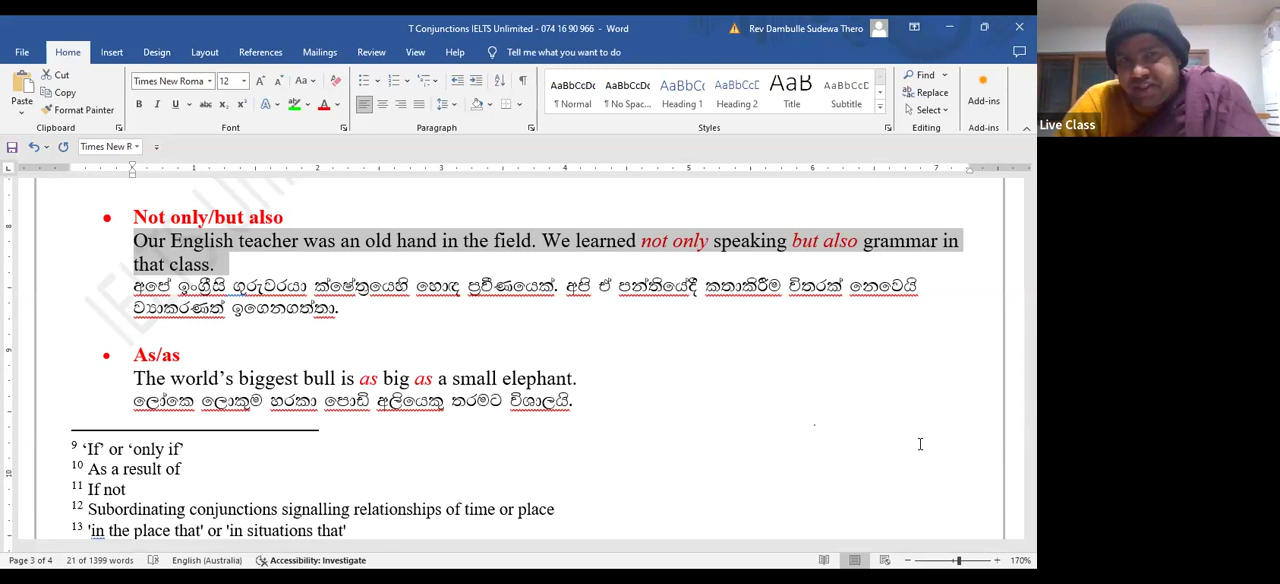 T Conjunctions IELTS Unlimited - 074 16 90 966 - Word
Rev Dambulle Sudewa Thero
File Home Insert Design Layout References Mailings Review View Help Tell me what you want to do
Paste
Cut
Copy
Format Painter
Clipboard
Times New Roma 12
Font
Paragraph
AaBbCcDc AaBbCcDc AaBbCc AaBbCcD AaB AaBbCcD
¶ Normal ¶ No Spac... Heading 1 Heading 2 Title Subtitle
Styles
Find
Replace
Select
Editing
Add-ins
Add-ins
Live Class
Times New R
Not only/but also
Our English teacher was an old hand in the field. We learned not only speaking but also grammar in
that class.
අපේ ඉංග්‍රීසි ගුරුවරයා ක්ෂේත්‍රයෙහි හොඳ ප්‍රවීණයෙක්. අපි ඒ පන්තියේදී කතාකිරීම විතරක් නෙවෙයි
ව්‍යාකරණත් ඉගෙනගත්තා.
As/as
The world’s biggest bull is as big as a small elephant.
ලෝකෙ ලොකුම හරකා පොඩි අලියෙකු තරමට විශාලයි.
9 ‘If’ or ‘only if’
10 As a result of
11 If not
12 Subordinating conjunctions signalling relationships of time or place
13 'in the place that' or 'in situations that'
Page 3 of 4 21 of 1399 words English (Australia) Accessibility: Investigate 170%